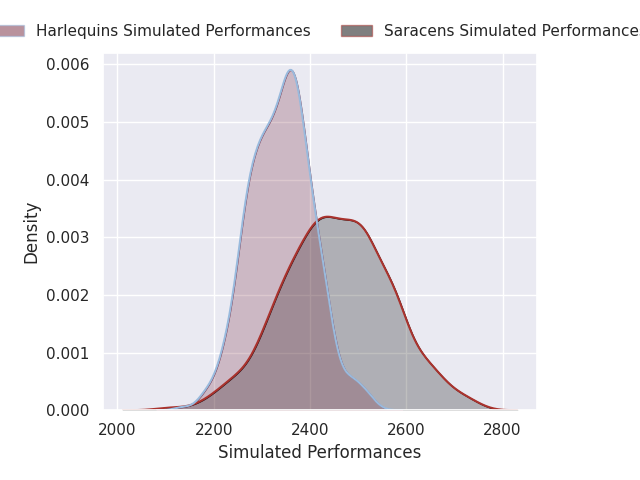 Harlequins Simulated Performances Saracens Simulated Performance
0.006
0.005
0.004
0.003
0.002
0.001
0.000
Density
2000 2200 2400 2600 2800
Simulated Performances